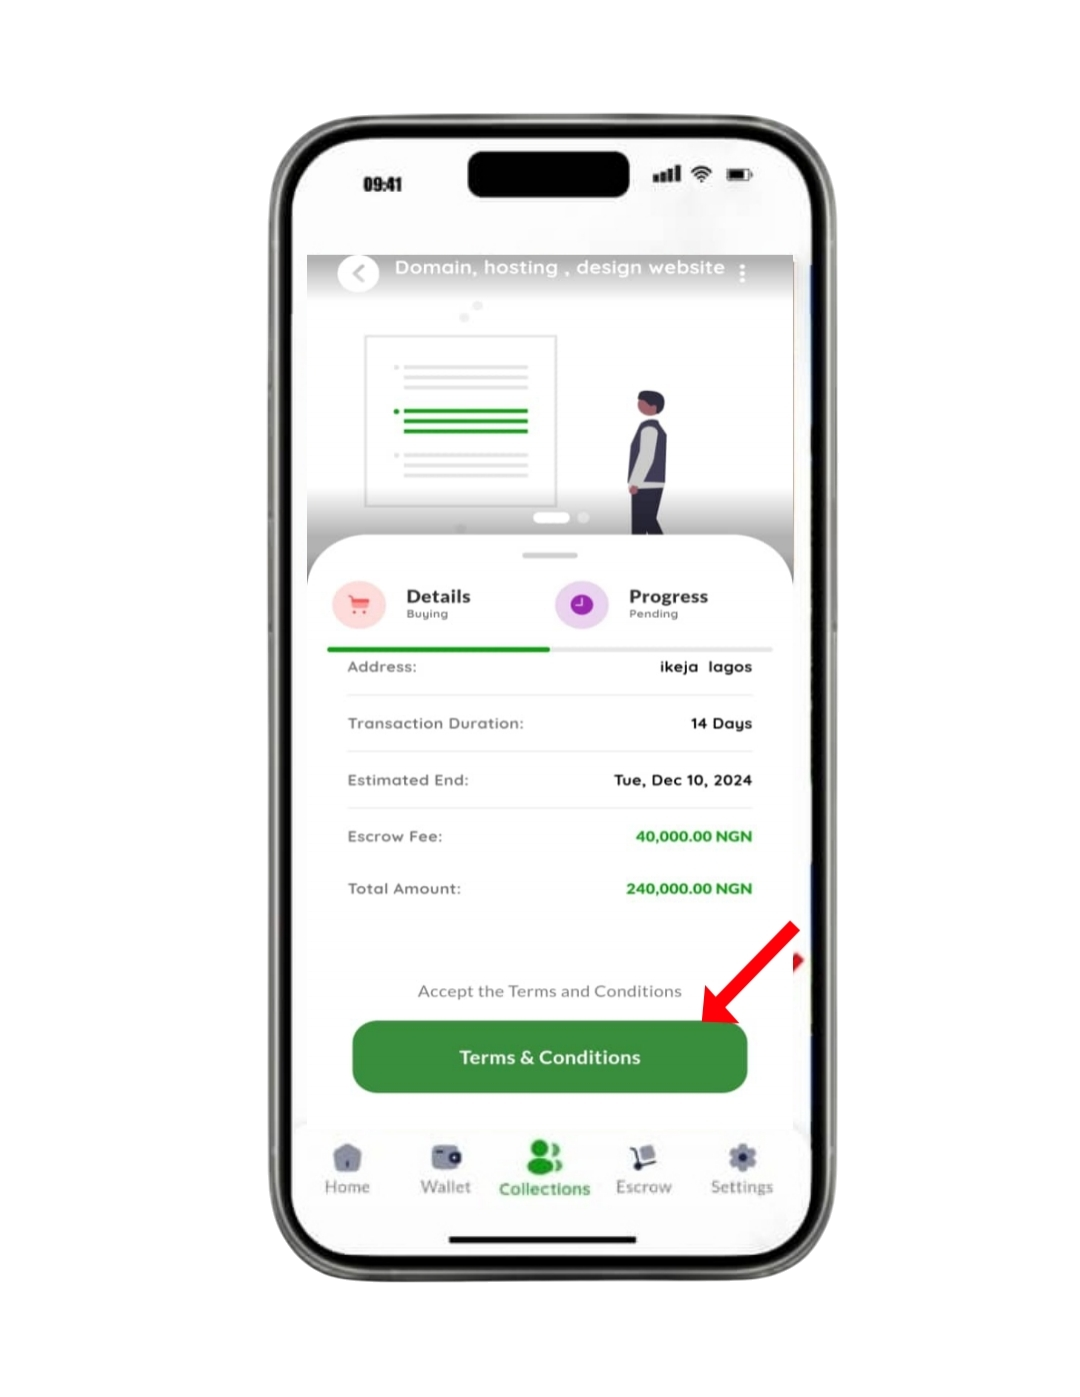 09:41
Domain, hosting , design website
Details
Buying
Progress
Pending
Address: ikeja lagos
Transaction Duration: 14 Days
Estimated End: Tue, Dec 10, 2024
Escrow Fee: 40,000.00 NGN
Total Amount: 240,000.00 NGN
Accept the Terms and Conditions
Terms & Conditions
Home Wallet Collections Escrow Settings